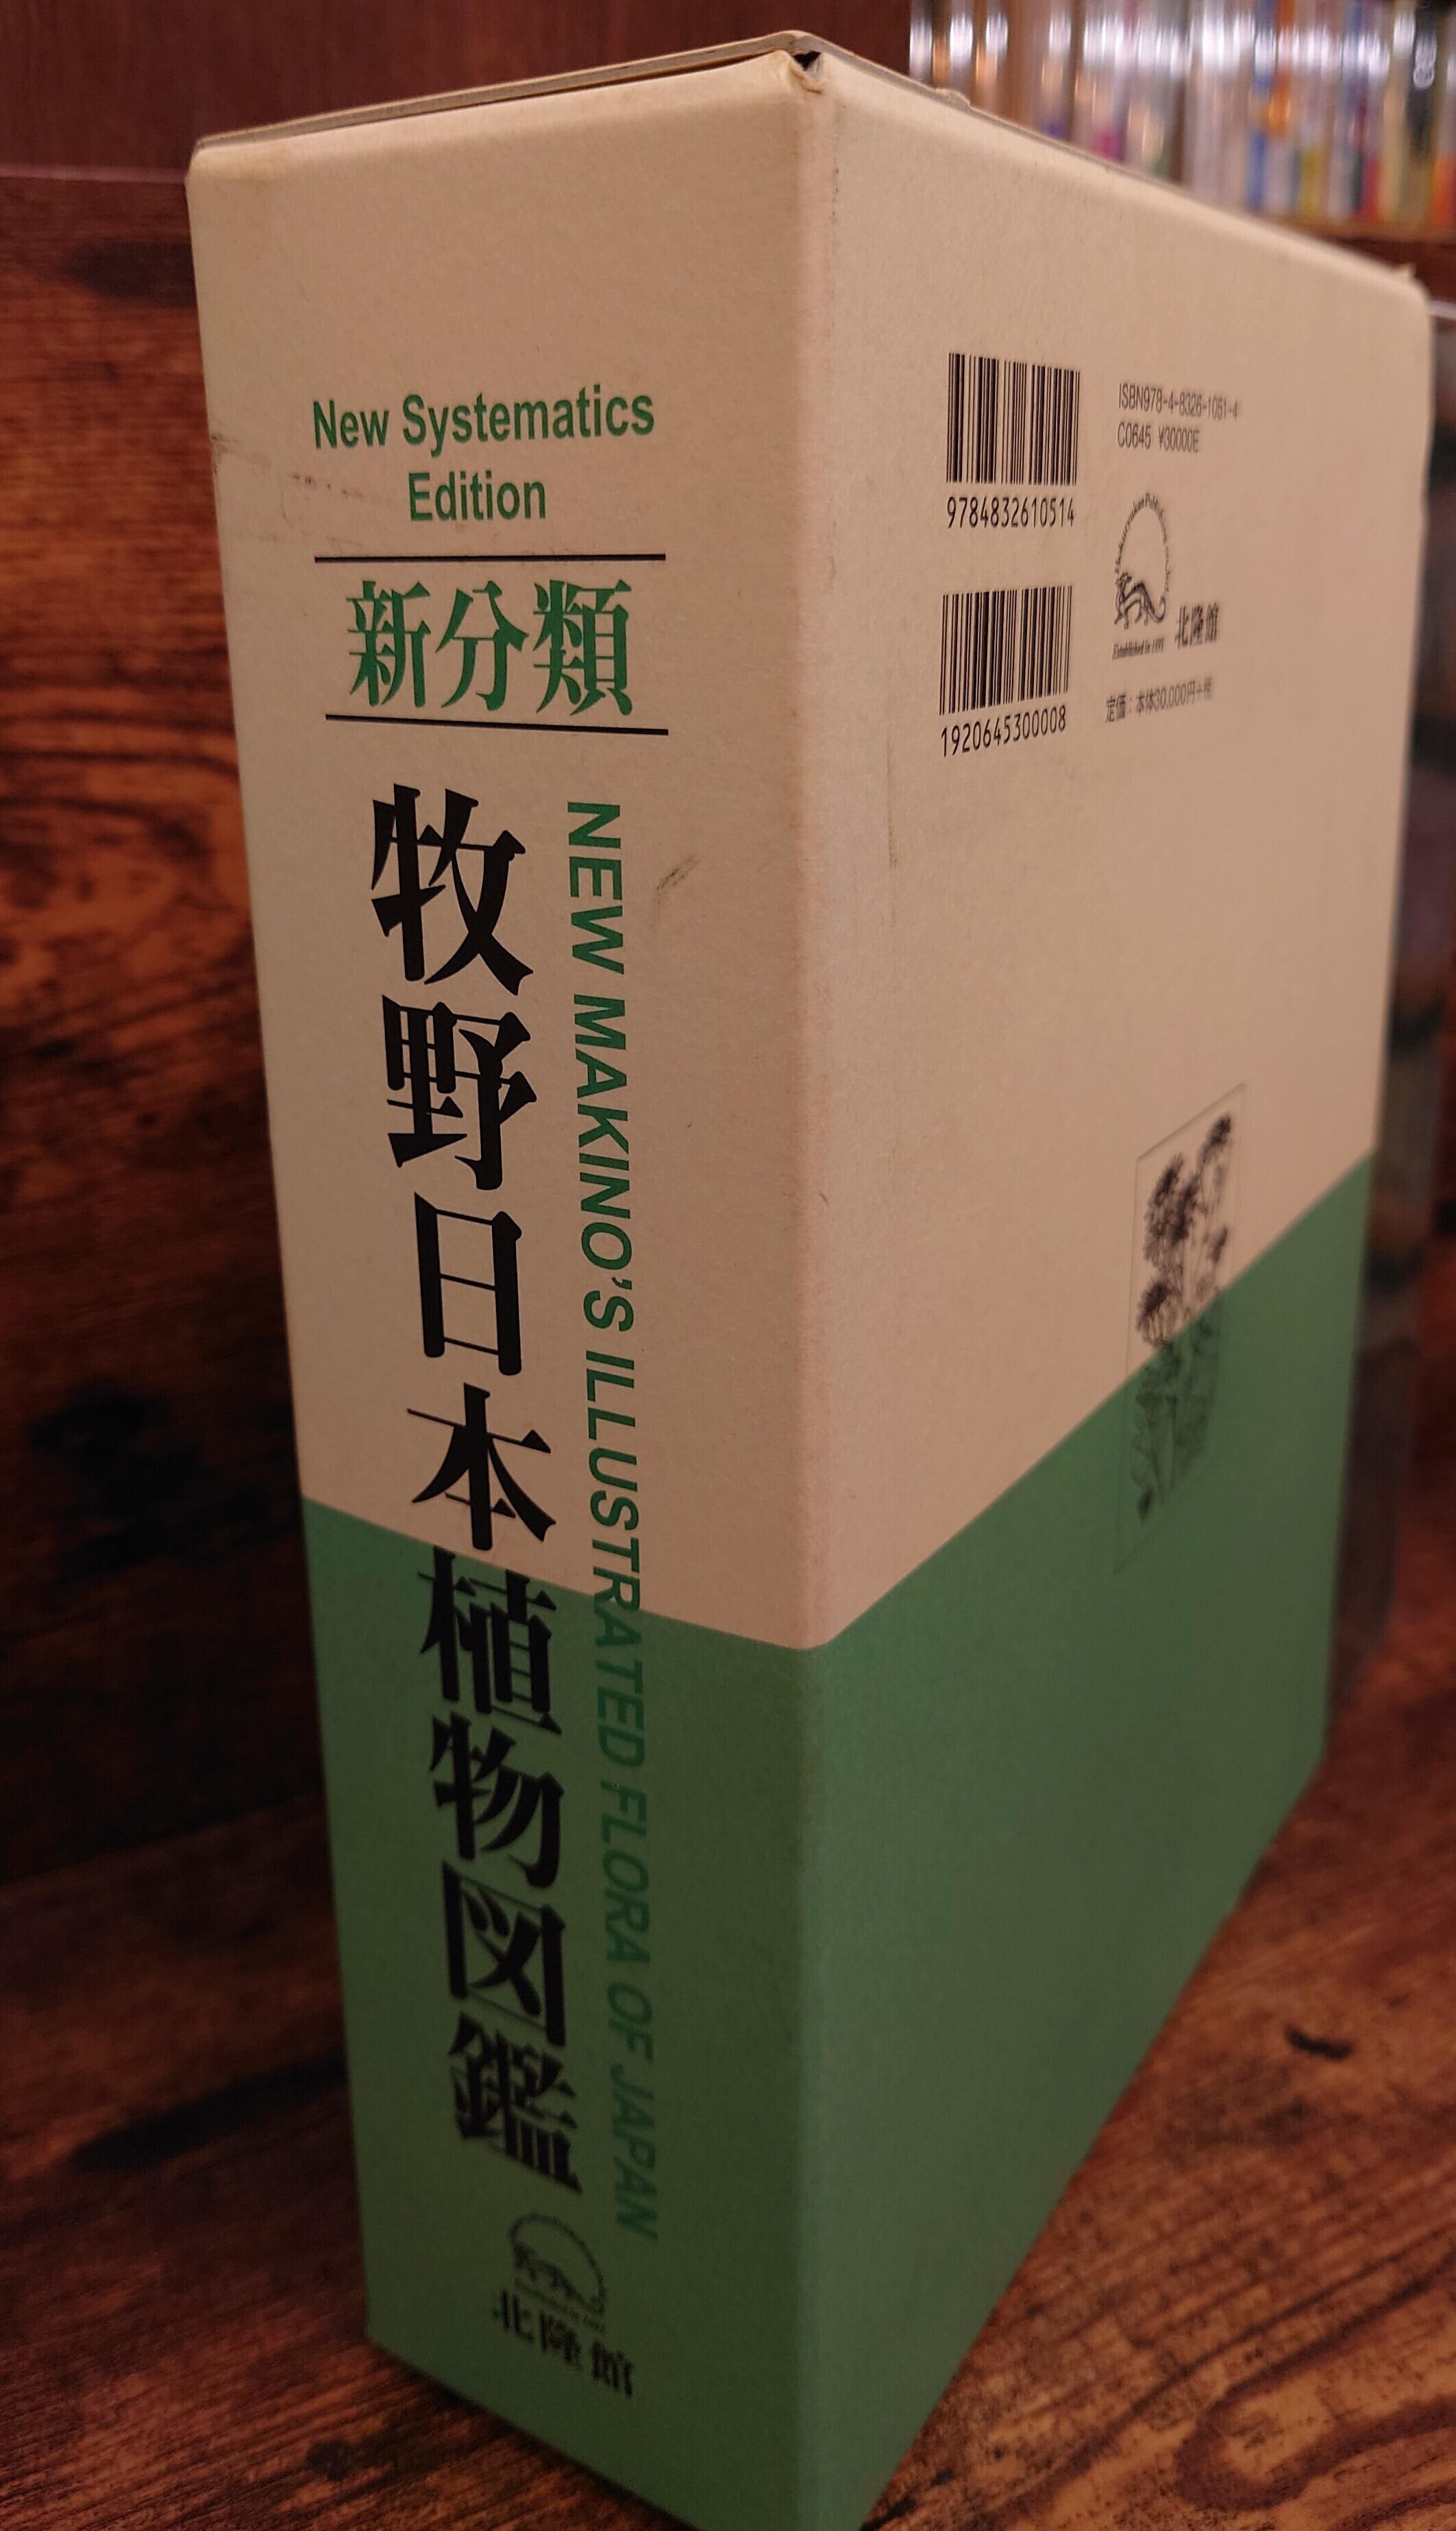 New Systematics
Edition
新分類
牧野日本植物図鑑
NEW MAKINO'S ILLUSTRATED FLORA OF JAPAN
北隆館
9784832610514
ISBN978-4-8326-1051-4
C0645 ¥30000E
1920645300008
Established in
北隆館
定価：本体30,000円+税